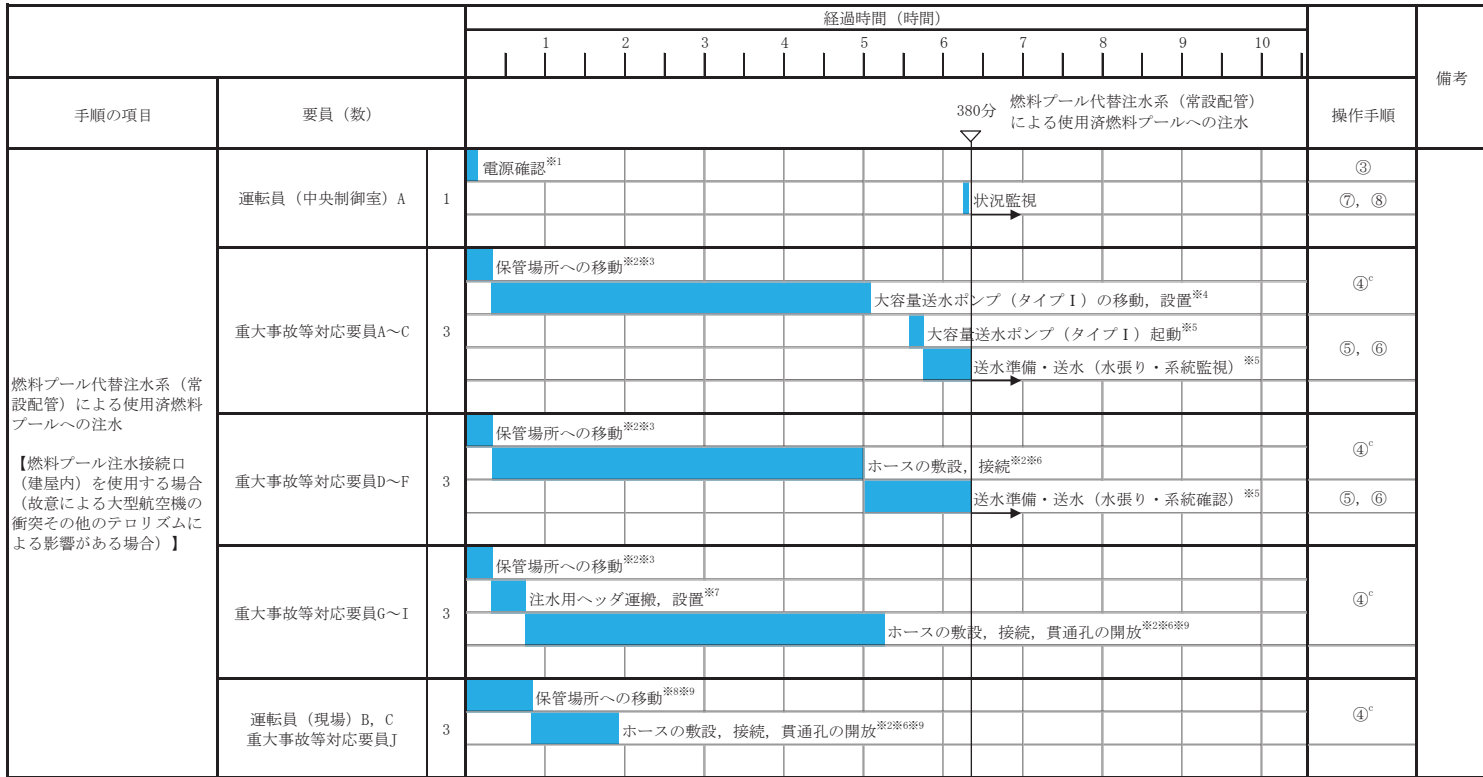 経過時間（時間）
1 2 3 4 5 6 7 8 9 10
備考
手順の項目
要員（数）
380分
燃料プール代替注水系（常設配管）
による使用済燃料プールへの注水
操作手順
燃料プール代替注水系（常
設配管）による使用済燃料
プールへの注水
【燃料プール注水接続口
（建屋内）を使用する場合
（故意による大型航空機の
衝突その他のテロリズムに
よる影響がある場合）】
運転員（中央制御室）A
1
電源確認※1
③
状況監視
⑦，⑧
重大事故等対応要員A～C
3
保管場所への移動※2※3
大容量送水ポンプ（タイプⅠ）の移動，設置※4
④c
大容量送水ポンプ（タイプⅠ）起動※5
送水準備・送水（水張り・系統監視）※5
⑤，⑥
重大事故等対応要員D～F
3
保管場所への移動※2※3
ホースの敷設，接続※2※6
④c
送水準備・送水（水張り・系統確認）※5
⑤，⑥
重大事故等対応要員G～I
3
保管場所への移動※2※3
注水用ヘッダ運搬，設置※7
ホースの敷設，接続，貫通孔の開放※2※6※9
④c
運転員（現場）B，C
重大事故等対応要員J
3
保管場所への移動※8※9
ホースの敷設，接続，貫通孔の開放※2※6※9
④c